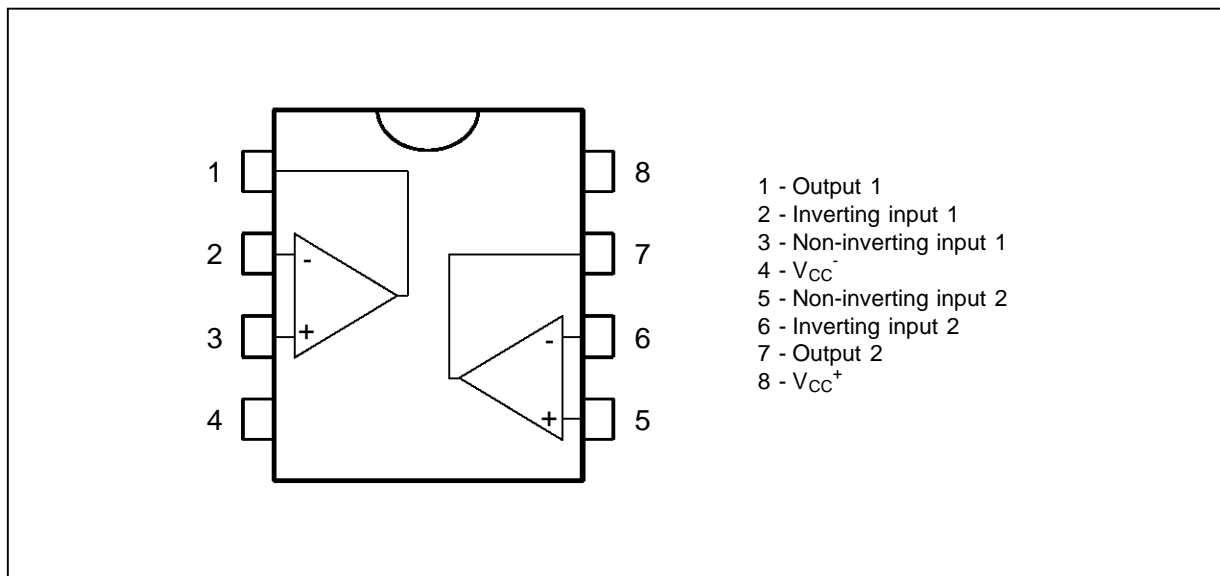 1
2
3
4
8
7
6
5
-
+
-
+
1 - Output 1
2 - Inverting input 1
3 - Non-inverting input 1
4 - VCC-
5 - Non-inverting input 2
6 - Inverting input 2
7 - Output 2
8 - VCC+